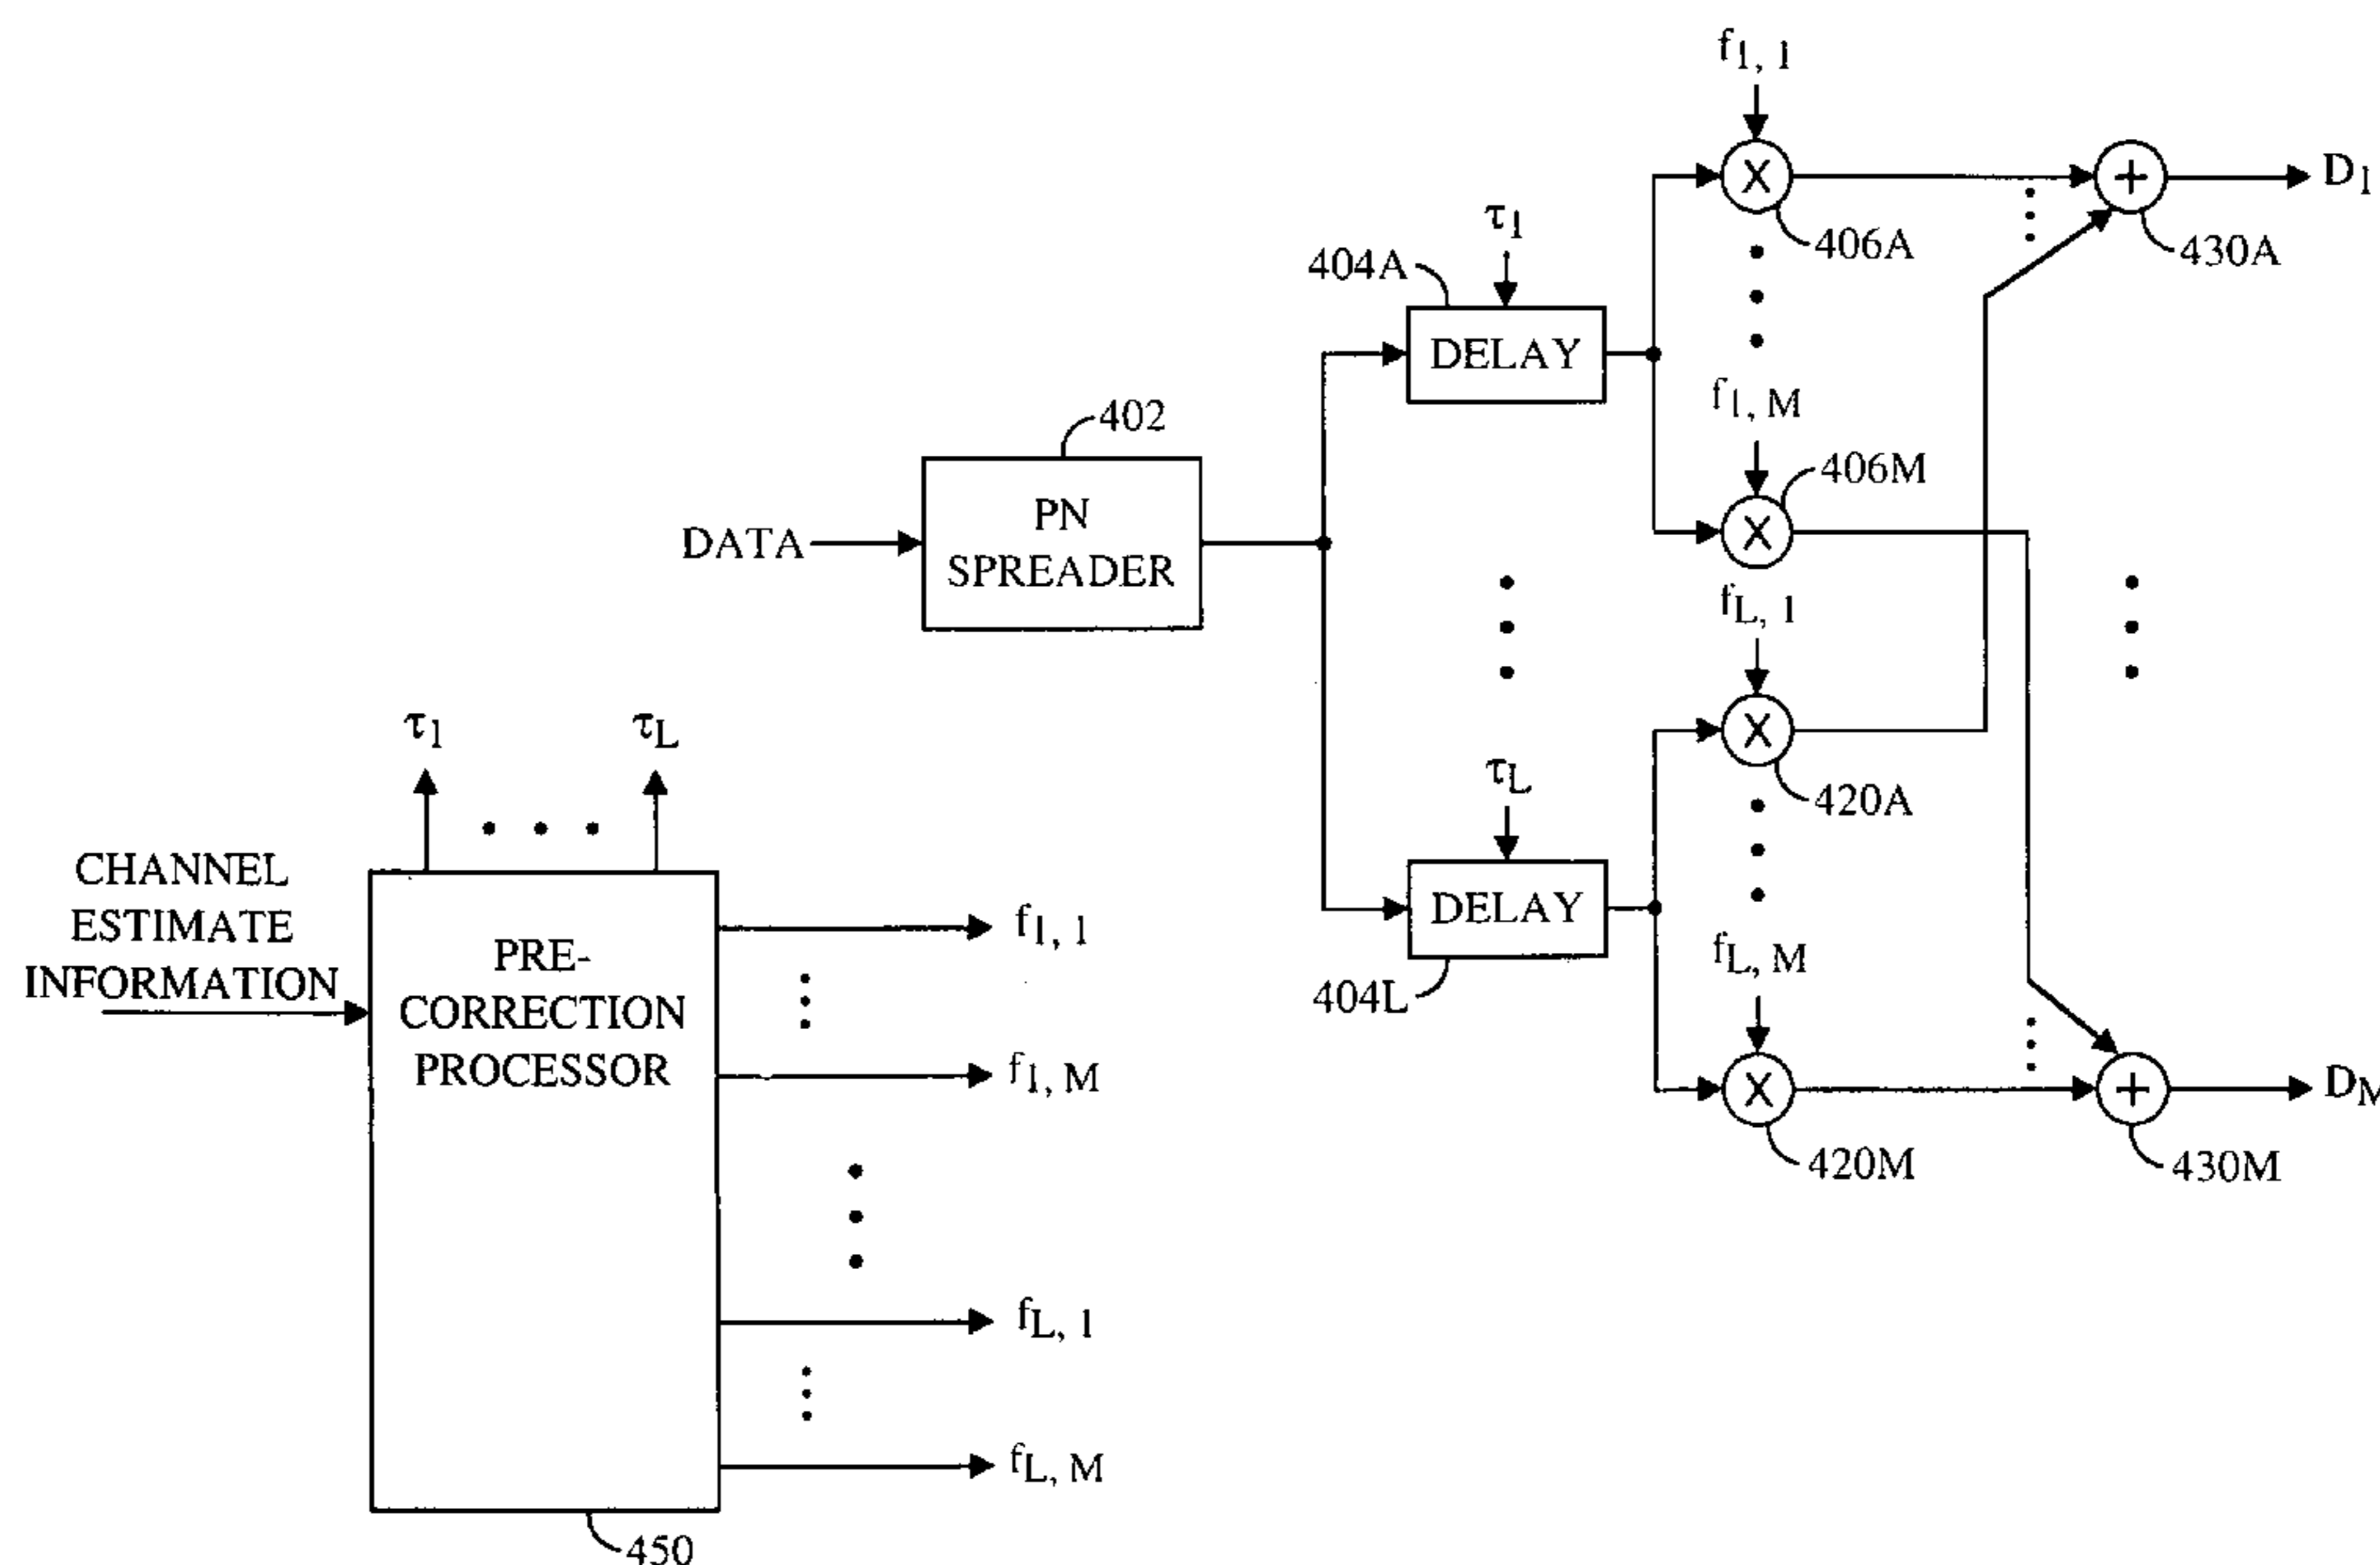 f1, 1
D1
406A
430A
τ1
404A
DELAY
f1, M
402
406M
PN
SPREADER
DATA
fL, 1
τ1
τL
420A
τL
DELAY
404L
fL, M
CHANNEL
ESTIMATE
INFORMATION
PRE-
CORRECTION
PROCESSOR
f1, 1
f1, M
DM
420M
430M
fL, 1
fL, M
450